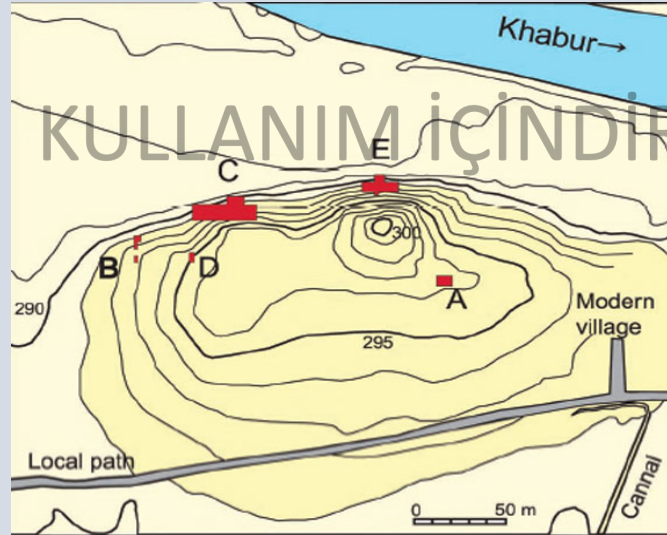 Khabur→
KULLANIM İÇİNDİR
E
C
300
B
D
A
290
Modern
village
295
Local path
0 50 m
Cannal